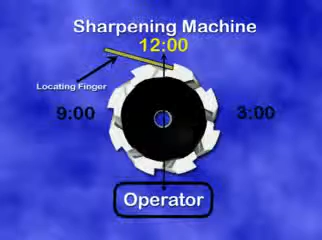 Sharpening Machine
12:00
Locating Finger
9:00
3:00
Operator